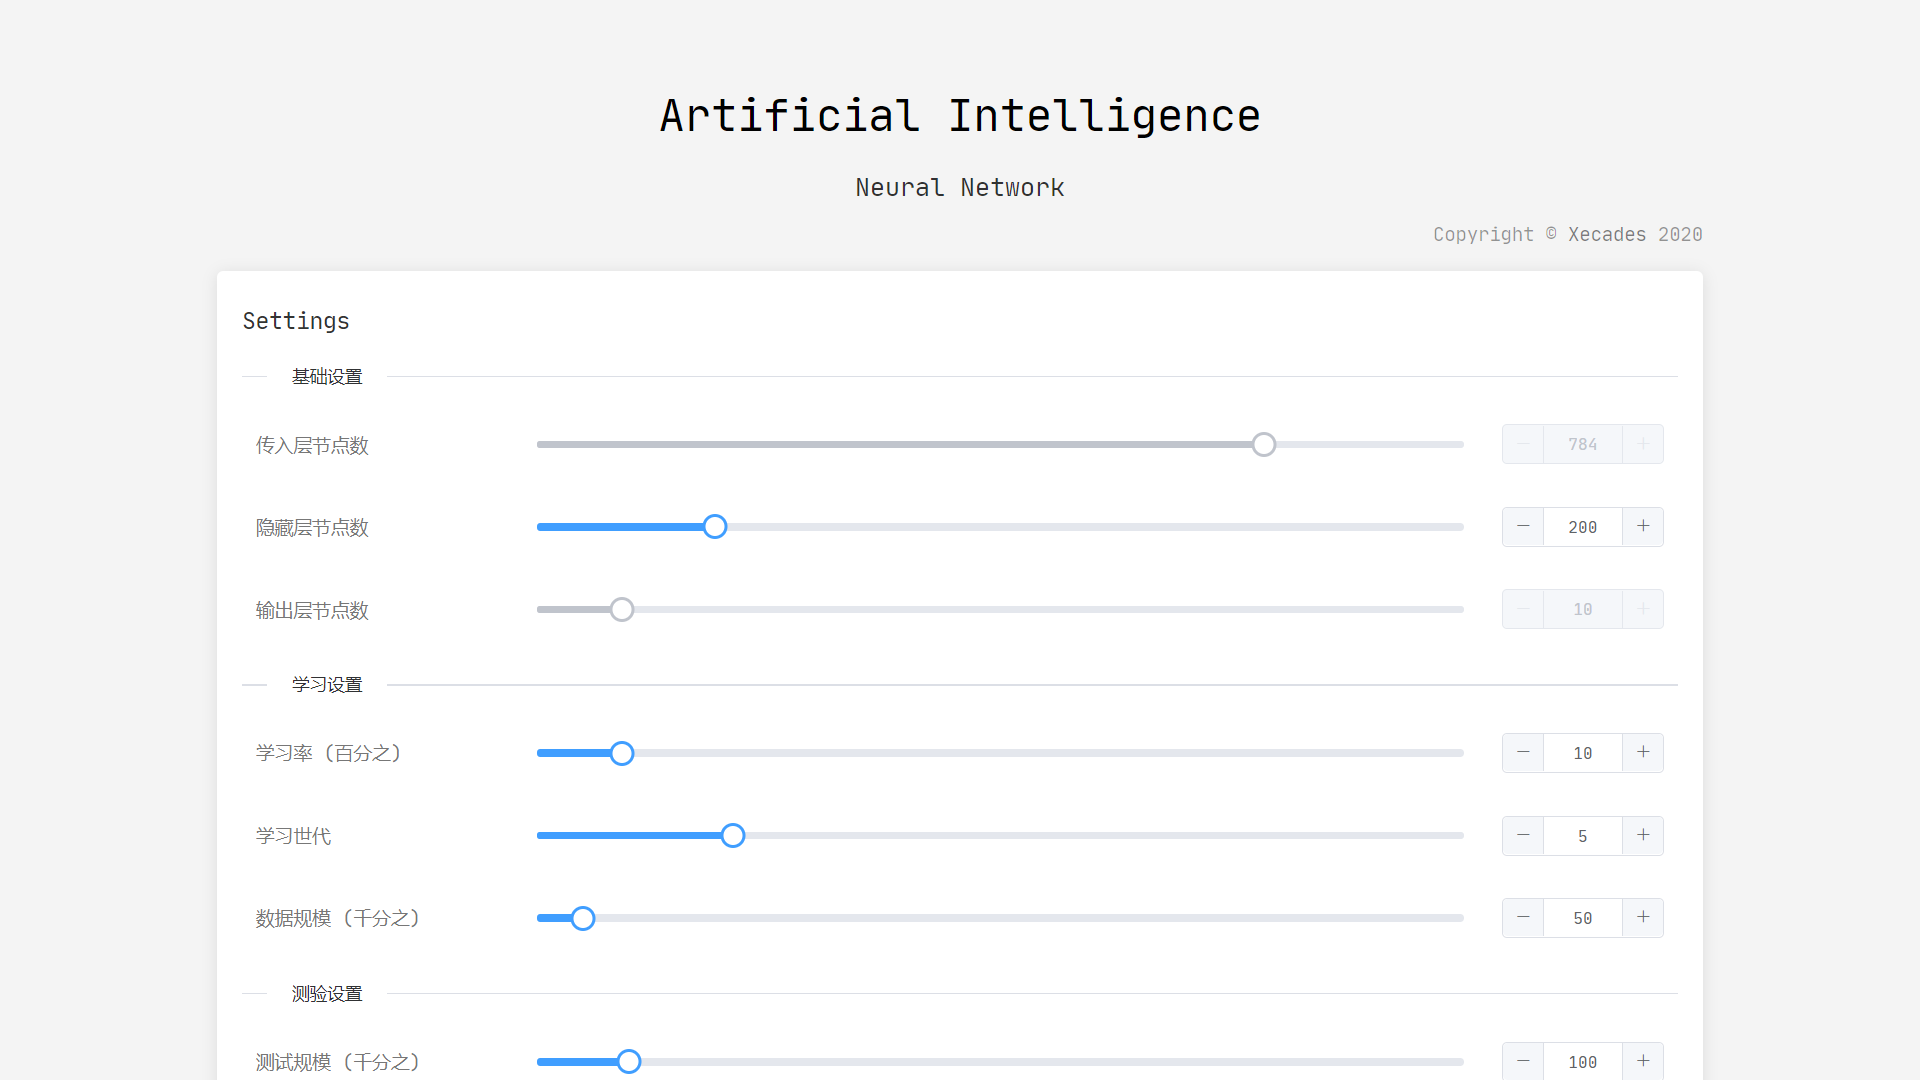 Artificial Intelligence
Neural Network
Copyright © Xecades 2020
Settings
基础设置
传入层节点数 784
隐藏层节点数 200
输出层节点数 10
学习设置
学习率（百分之） 10
学习世代 5
数据规模（千分之） 50
测验设置
测试规模（千分之） 100